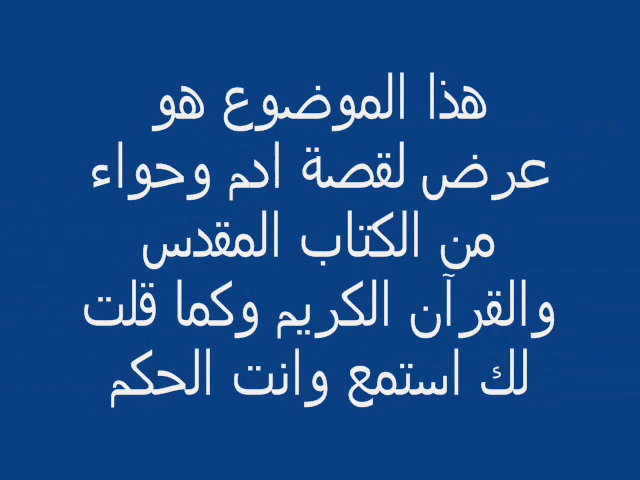 هذا الموضوع هو
عرض لقصة ادم وحواء
من الكتاب المقدس
والقرآن الكريم وكما قلت
لك استمع وانت الحكم